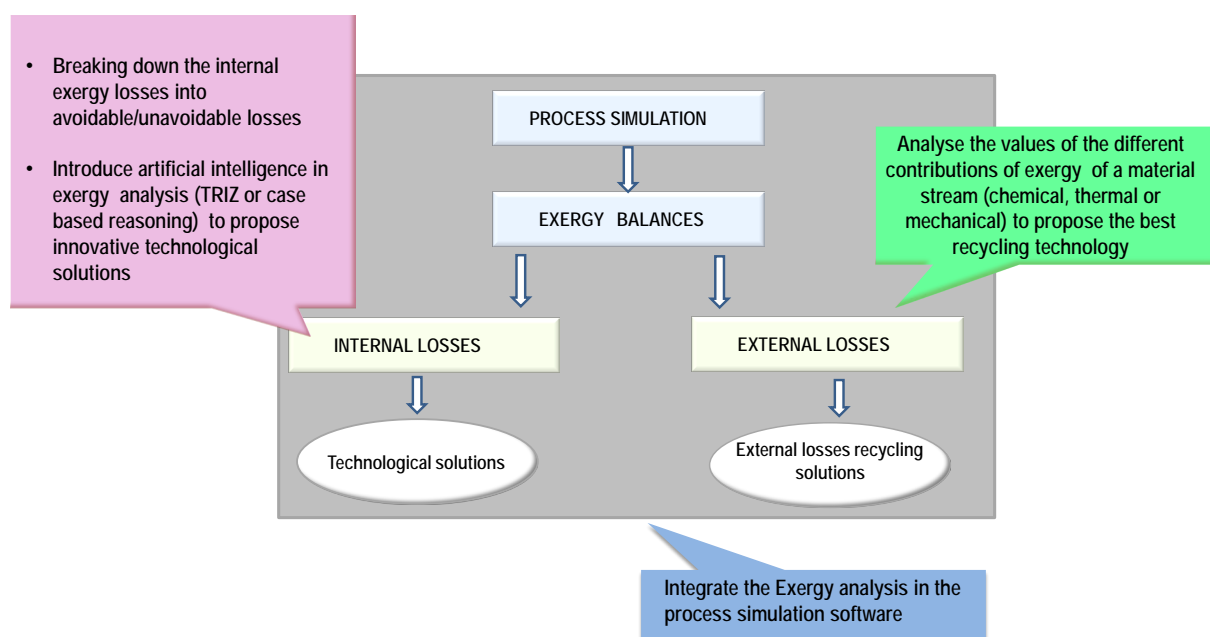 • Breaking down the internal
exergy losses into
avoidable/unavoidable losses
• Introduce artificial intelligence in
exergy analysis (TRIZ or case
based reasoning) to propose
innovative technological
solutions
PROCESS SIMULATION
Analyse the values of the different
contributions of exergy of a material
stream (chemical, thermal or
mechanical) to propose the best
recycling technology
EXERGY BALANCES
INTERNAL LOSSES
EXTERNAL LOSSES
Technological solutions
External losses recycling
solutions
Integrate the Exergy analysis in the
process simulation software